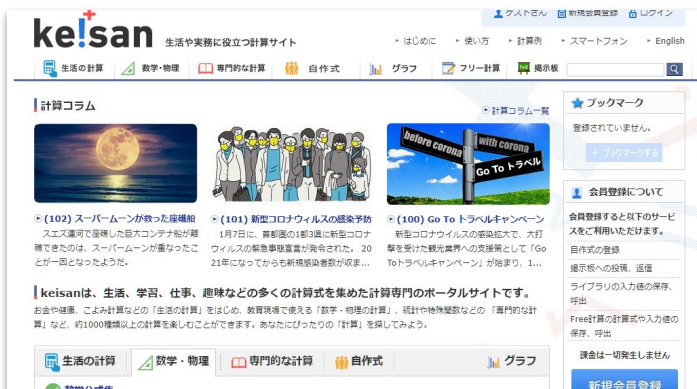 ゲストさん 新規会員登録 ログイン
ke!san 生活や実務に役立つ計算サイト
はじめに 使い方 計算例 スマートフォン English
生活の計算 数学・物理 専門的な計算 自作式 グラフ フリー計算 掲示板
計算コラム
計算コラム一覧
before corona with corona
Go To トラベル
(102) スーパームーンが救った座礁船
スエズ運河で座礁した巨大コンテナ船が離
礁できたのは、スーパームーンが重なったこ
とが一因となったようだ。
(101) 新型コロナウィルスの感染予防
1月7日に、首都圏の1都3県に新型コロナ
ウィルスの緊急事態宣言が発令された。 20
21年になってからも新規感染者数が収ま...
(100) Go To トラベルキャンペーン
新型コロナウイルスの感染拡大で、大打
撃を受けた観光業界への支援策として「Go
Toトラベルキャンペーン」が始まり、1...
keisanは、生活、学習、仕事、趣味などの多くの計算式を集めた計算専門のポータルサイトです。
お金や健康、こよみ計算などの「生活の計算」をはじめ、教育現場で使える「数学・物理の計算」、統計や特殊関数などの 「専門的な計
算」など、約1000種類以上の計算を楽しむことができます。あなたにぴったりの「計算」を探してみよう。
生活の計算 数学・物理 専門的な計算 自作式 グラフ
数学公式集
ブックマーク
登録されていません。
+ ブックマークする
会員登録について
会員登録すると以下のサービ
スをご利用いただけます。
自作式の登録
掲示板への投稿、返信
ライブラリの入力値の保存、
呼出
Free計算の計算式や入力値の
保存、呼出
課金は一切発生しません
新規会員登録